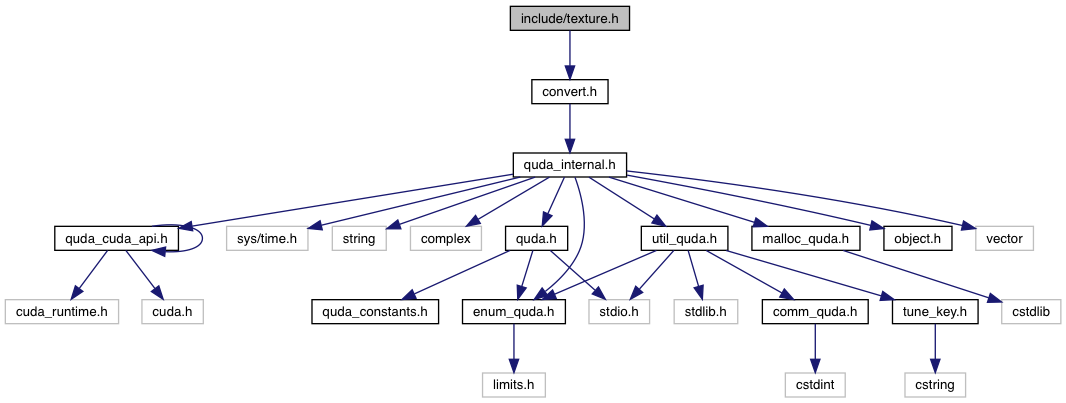 include/texture.h
convert.h
quda_internal.h
quda_cuda_api.h
sys/time.h
string
complex
quda.h
util_quda.h
malloc_quda.h
object.h
vector
cuda_runtime.h
cuda.h
quda_constants.h
enum_quda.h
stdio.h
stdlib.h
comm_quda.h
tune_key.h
cstdlib
limits.h
cstdint
cstring